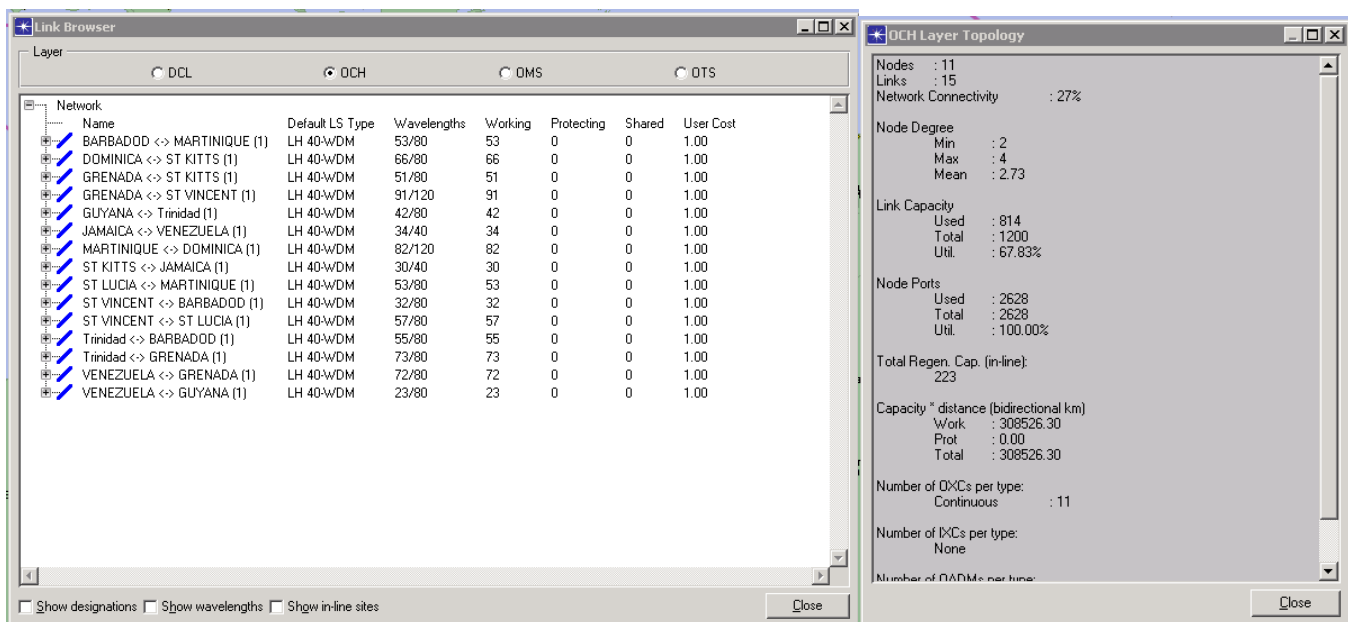 Link Browser
Layer
DCL OCH OMS OTS
Network
Name Default LS Type Wavelengths Working Protecting Shared User Cost
BARBADOD <-> MARTINIQUE (1) LH 40-WDM 53/80 53 0 0 1.00
DOMINICA <-> ST KITTS (1) LH 40-WDM 66/80 66 0 0 1.00
GRENADA <-> ST KITTS (1) LH 40-WDM 51/80 51 0 0 1.00
GRENADA <-> ST VINCENT (1) LH 40-WDM 91/120 91 0 0 1.00
GUYANA <-> Trinidad (1) LH 40-WDM 42/80 42 0 0 1.00
JAMAICA <-> VENEZUELA (1) LH 40-WDM 34/40 34 0 0 1.00
MARTINIQUE <-> DOMINICA (1) LH 40-WDM 82/120 82 0 0 1.00
ST KITTS <-> JAMAICA (1) LH 40-WDM 30/40 30 0 0 1.00
ST LUCIA <-> MARTINIQUE (1) LH 40-WDM 53/80 53 0 0 1.00
ST VINCENT <-> BARBADOD (1) LH 40-WDM 32/80 32 0 0 1.00
ST VINCENT <-> ST LUCIA (1) LH 40-WDM 57/80 57 0 0 1.00
Trinidad <-> BARBADOD (1) LH 40-WDM 55/80 55 0 0 1.00
Trinidad <-> GRENADA (1) LH 40-WDM 73/80 73 0 0 1.00
VENEZUELA <-> GRENADA (1) LH 40-WDM 72/80 72 0 0 1.00
VENEZUELA <-> GUYANA (1) LH 40-WDM 23/80 23 0 0 1.00
Show designations Show wavelengths Show in-line sites Close
OCH Layer Topology
Nodes : 11
Links : 15
Network Connectivity : 27%
Node Degree
Min : 2
Max : 4
Mean : 2.73
Link Capacity
Used : 814
Total : 1200
Util. : 67.83%
Node Ports
Used : 2628
Total : 2628
Util. : 100.00%
Total Regen. Cap. (in-line):
223
Capacity * distance (bidirectional km)
Work : 308526.30
Prot : 0.00
Total : 308526.30
Number of OXCs per type:
Continuous : 11
Number of IXCs per type:
None
Number of OADMs per type:
Close